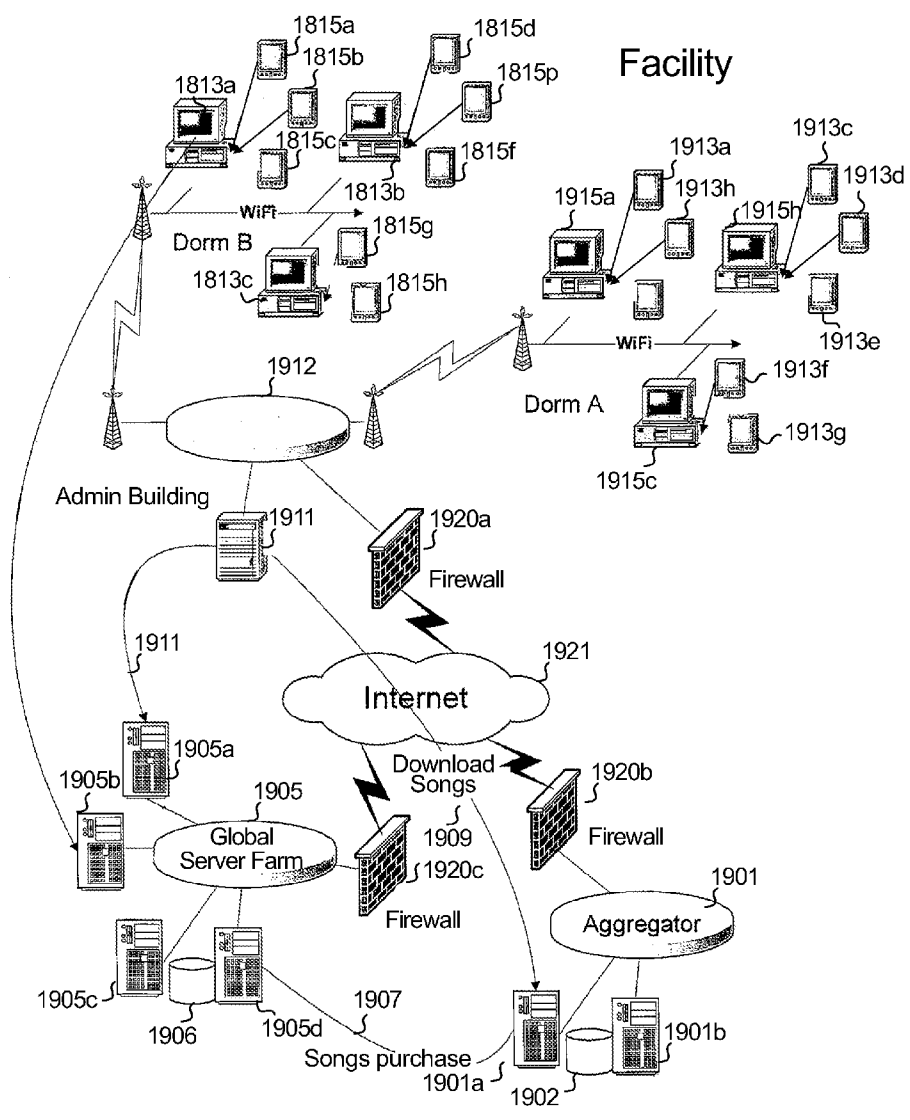 1815a
1815d
Facility
1815b
1813a
1815p
1815c
1815f
1813b
1913a
1913c
1913h
1913d
1915a
1915h
WiFi
Dorm B
1815g
1813c
1815h
WiFi
1913e
1912
1913f
Dorm A
1913g
1915c
Admin Building
1911
1920a
Firewall
1911
1921
Internet
1905a
Download
Songs
1920b
1905b
1905
1909
Global
Server Farm
Firewall
1920c
1901
Firewall
Aggregator
1905c
1906
1905d
1907
Songs purchase
1901a
1902
1901b